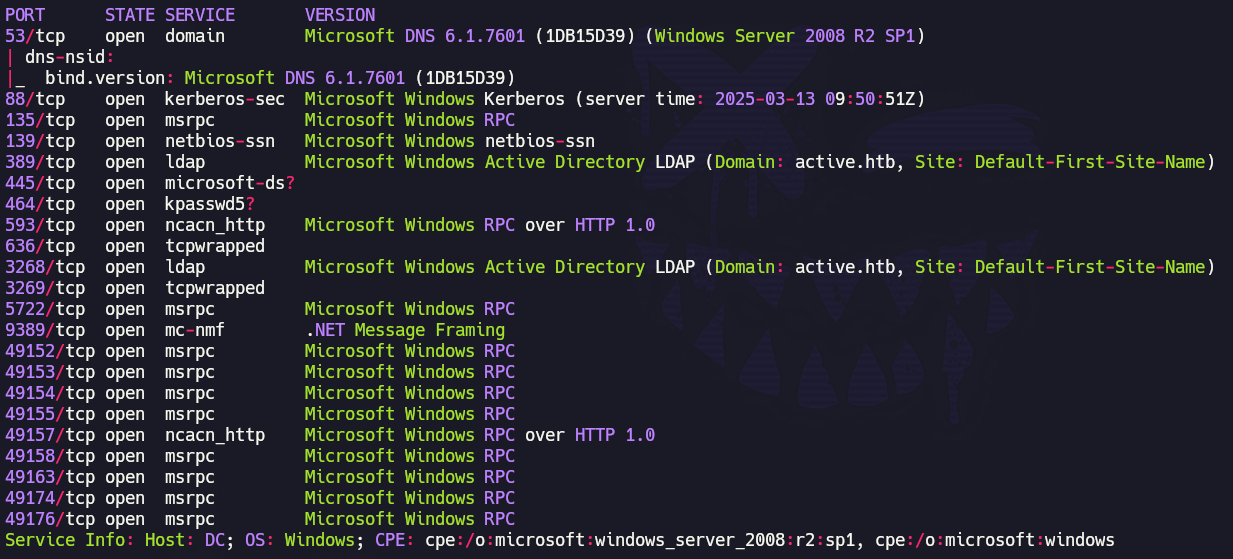 PORT      STATE SERVICE       VERSION
53/tcp    open  domain        Microsoft DNS 6.1.7601 (1DB15D39) (Windows Server 2008 R2 SP1)
| dns-nsid:
|_  bind.version: Microsoft DNS 6.1.7601 (1DB15D39)
88/tcp    open  kerberos-sec  Microsoft Windows Kerberos (server time: 2025-03-13 09:50:51Z)
135/tcp   open  msrpc         Microsoft Windows RPC
139/tcp   open  netbios-ssn   Microsoft Windows netbios-ssn
389/tcp   open  ldap          Microsoft Windows Active Directory LDAP (Domain: active.htb, Site: Default-First-Site-Name)
445/tcp   open  microsoft-ds?
464/tcp   open  kpasswd5?
593/tcp   open  ncacn_http    Microsoft Windows RPC over HTTP 1.0
636/tcp   open  tcpwrapped
3268/tcp  open  ldap          Microsoft Windows Active Directory LDAP (Domain: active.htb, Site: Default-First-Site-Name)
3269/tcp  open  tcpwrapped
5722/tcp  open  msrpc         Microsoft Windows RPC
9389/tcp  open  mc-nmf        .NET Message Framing
49152/tcp open  msrpc         Microsoft Windows RPC
49153/tcp open  msrpc         Microsoft Windows RPC
49154/tcp open  msrpc         Microsoft Windows RPC
49155/tcp open  msrpc         Microsoft Windows RPC
49157/tcp open  ncacn_http    Microsoft Windows RPC over HTTP 1.0
49158/tcp open  msrpc         Microsoft Windows RPC
49163/tcp open  msrpc         Microsoft Windows RPC
49174/tcp open  msrpc         Microsoft Windows RPC
49176/tcp open  msrpc         Microsoft Windows RPC
Service Info: Host: DC; OS: Windows; CPE: cpe:/o:microsoft:windows_server_2008:r2:sp1, cpe:/o:microsoft:windows